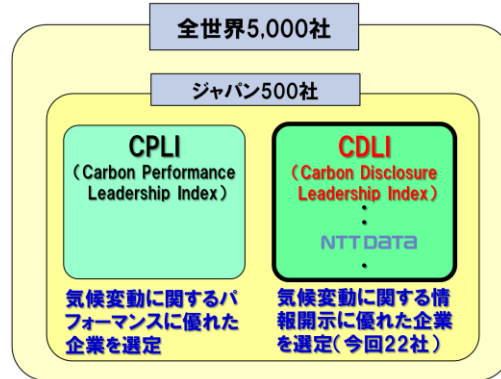 全世界5,000社
ジャパン500社
CPLI
（Carbon Performance
Leadership Index）
気候変動に関するパ
フォーマンスに優れた
企業を選定
CDLI
（Carbon Disclosure
Leadership Index）
・
・
NTT DATA
・
気候変動に関する情
報開示に優れた企業
を選定（今回22社）